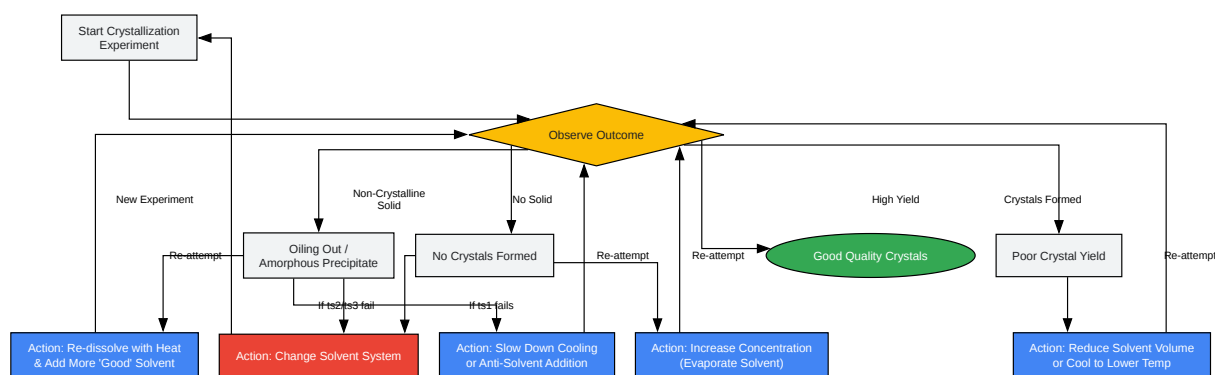 Start Crystallization
Experiment
Observe Outcome
Non-Crystalline
Solid
New Experiment
No Solid
High Yield
Crystals Formed
Oiling Out /
Amorphous Precipitate
No Crystals Formed
Good Quality Crystals
Poor Crystal Yield
Re-attempt
Re-attempt
Re-attempt
Re-attempt
If ts2/ts3 fail
If ts1 fails
Action: Re-dissolve with Heat
& Add More 'Good' Solvent
Action: Change Solvent System
Action: Slow Down Cooling
or Anti-Solvent Addition
Action: Increase Concentration
(Evaporate Solvent)
Action: Reduce Solvent Volume
or Cool to Lower Temp